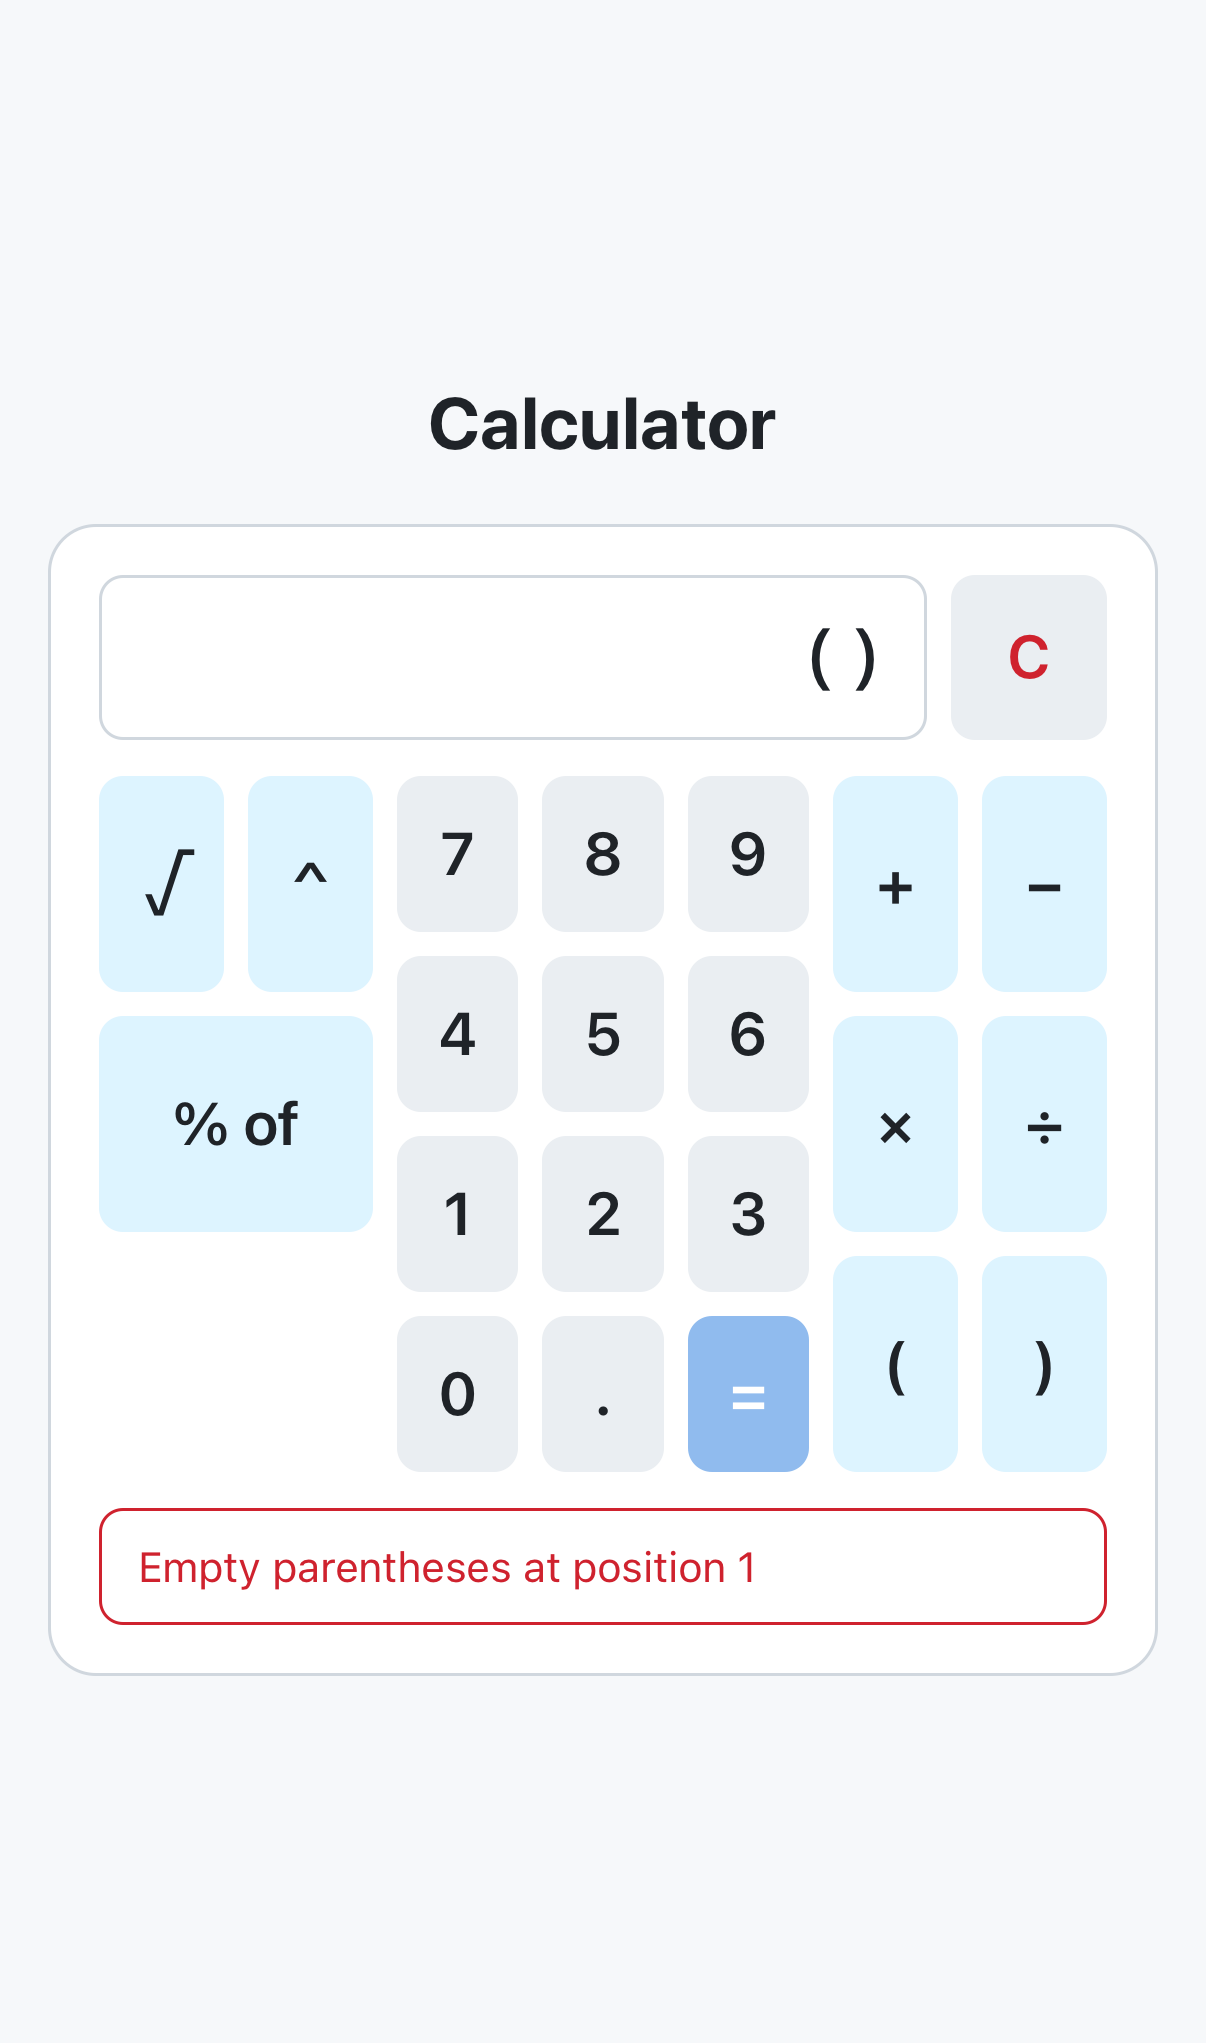 Calculator
( ) C
√ ^ 7 8 9 + −
4 5 6
% of × ÷
1 2 3
0 . = ( )
Empty parentheses at position 1